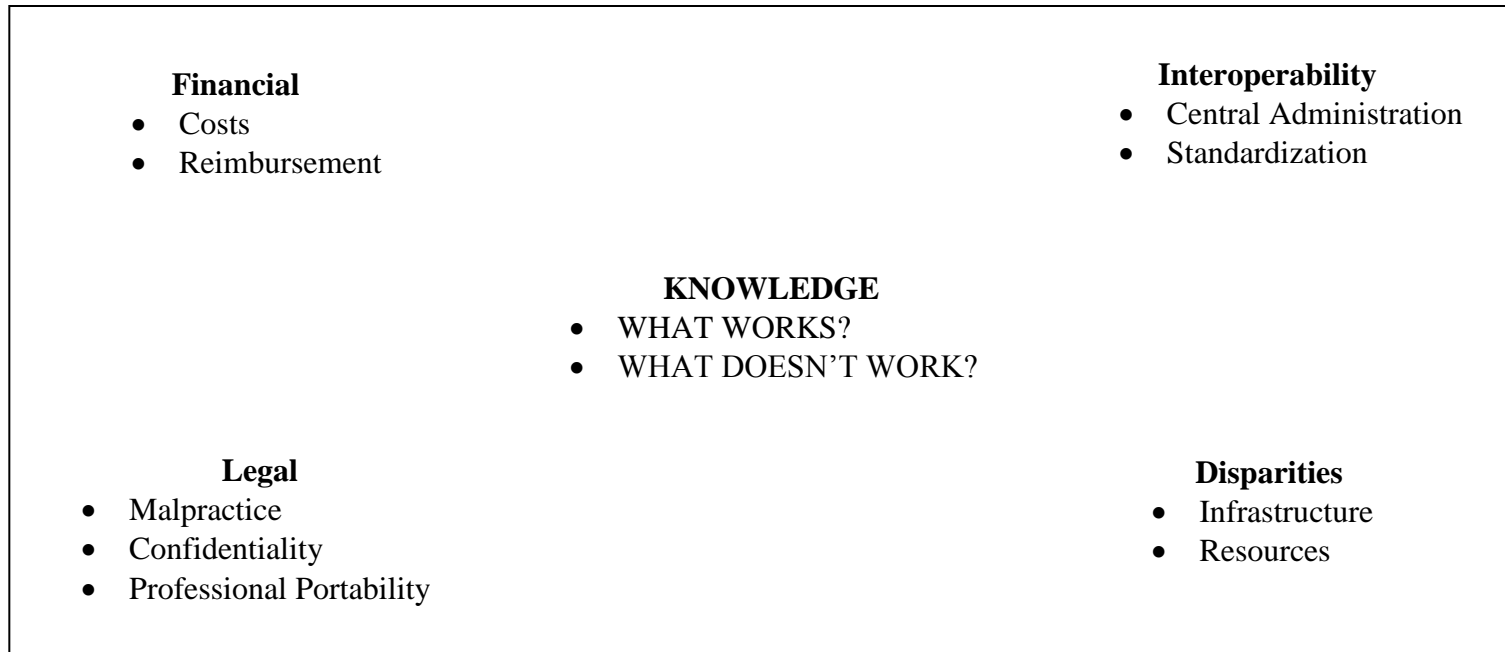 Financial
• Costs
• Reimbursement
Interoperability
• Central Administration
• Standardization
KNOWLEDGE
• WHAT WORKS?
• WHAT DOESN’T WORK?
Legal
• Malpractice
• Confidentiality
• Professional Portability
Disparities
• Infrastructure
• Resources